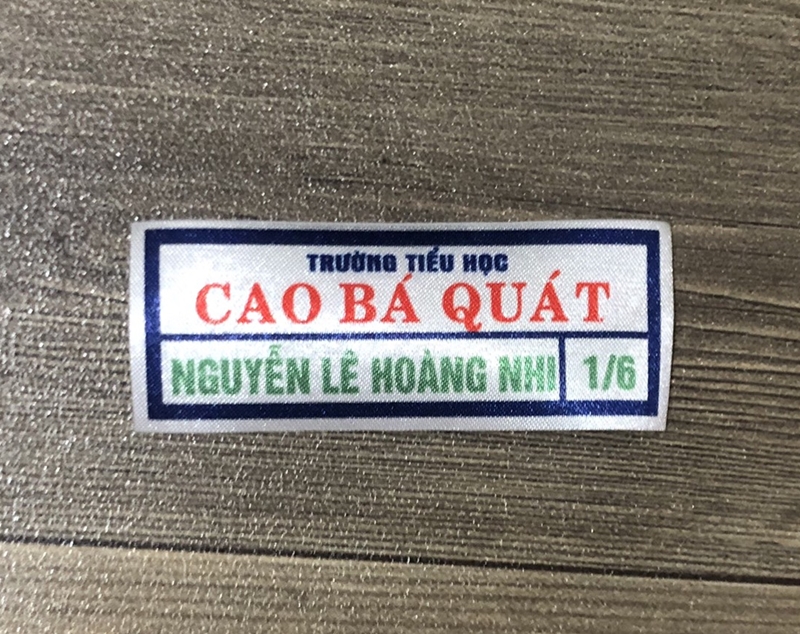 TRƯỜNG TIỂU HỌC
CAO BÁ QUÁT
NGUYỄN LÊ HOÀNG NHI 1/6